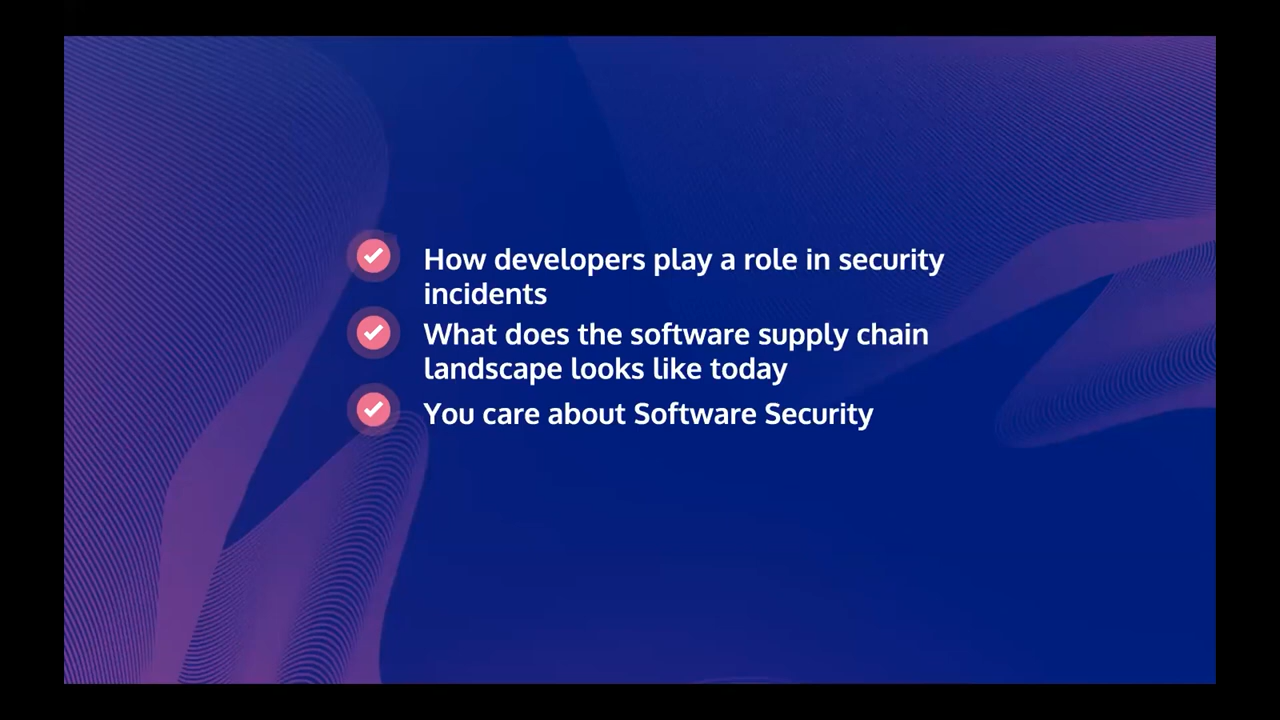 How developers play a role in security
incidents
What does the software supply chain
landscape looks like today
You care about Software Security